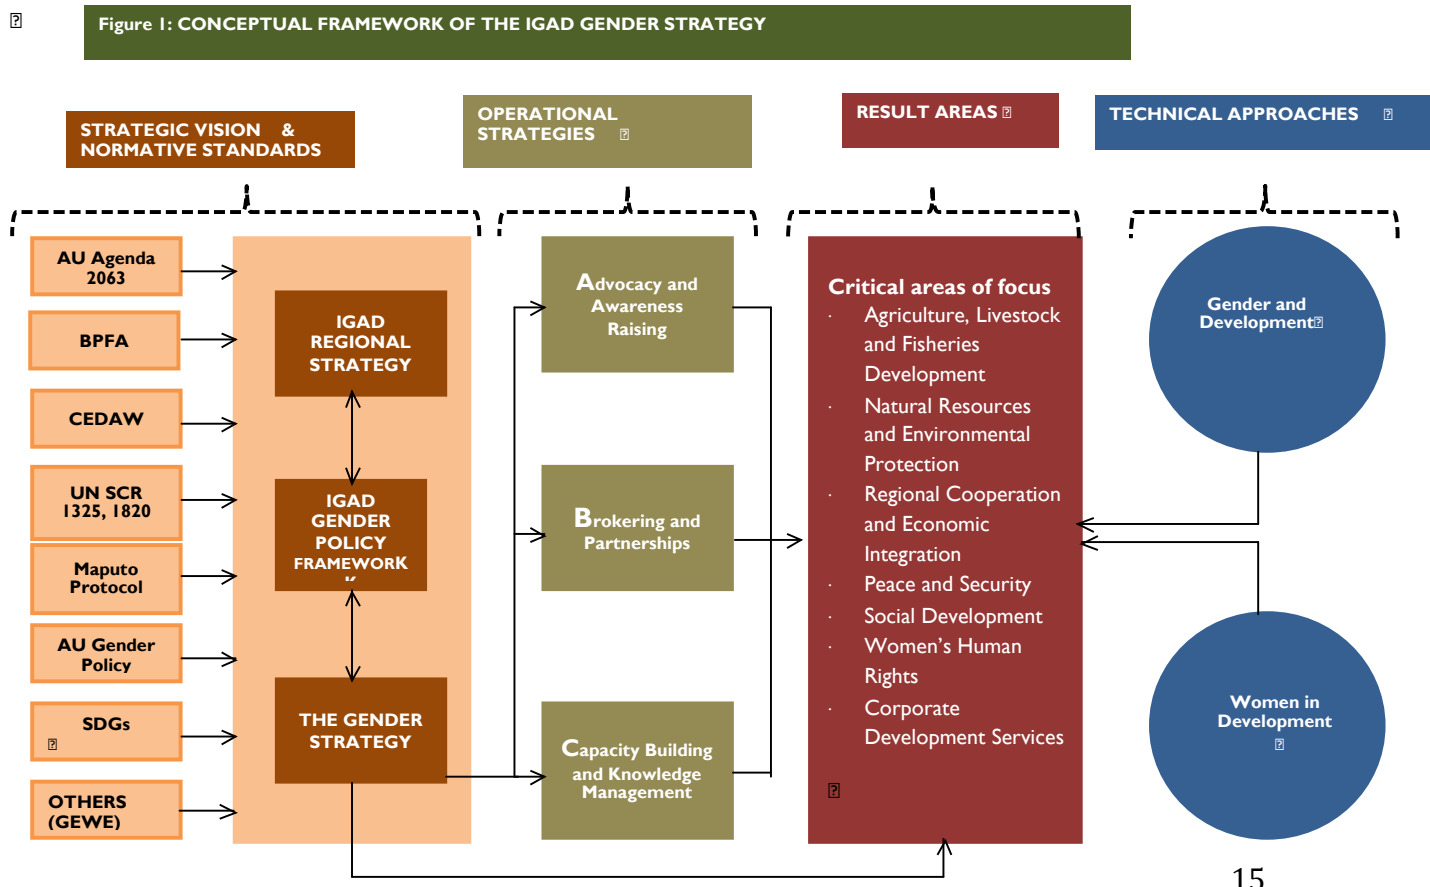 Figure 1: CONCEPTUAL FRAMEWORK OF THE IGAD GENDER STRATEGY
STRATEGIC VISION &
NORMATIVE STANDARDS
OPERATIONAL
STRATEGIES
RESULT AREAS
TECHNICAL APPROACHES
AU Agenda
2063
BPFA
CEDAW
UN SCR
1325, 1820
Maputo
Protocol
AU Gender
Policy
SDGs
OTHERS
(GEWE)
IGAD
REGIONAL
STRATEGY
IGAD
GENDER
POLICY
FRAMEWORK
K
THE GENDER
STRATEGY
Advocacy and
Awareness
Raising
Brokering and
Partnerships
Capacity Building
and Knowledge
Management
Critical areas of focus
· Agriculture, Livestock
and Fisheries
Development
· Natural Resources
and Environmental
Protection
· Regional Cooperation
and Economic
Integration
· Peace and Security
· Social Development
· Women’s Human
Rights
· Corporate
Development Services
Gender and
Development
Women in
Development
15